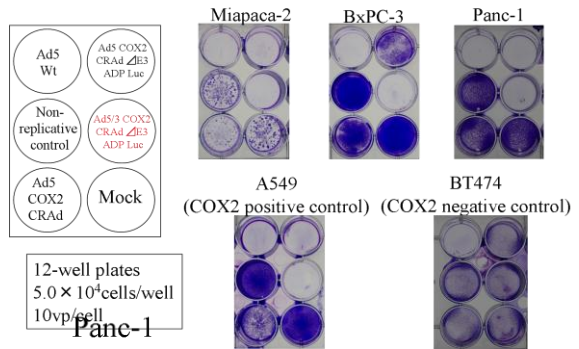 Miapaca-2
BxPC-3
Panc-1
Ad5
Wt
Ad5 COX2
CRAd ⊿E3
ADP Luc
Non-
replicative
control
Ad5/3 COX2
CRAd ⊿E3
ADP Luc
Ad5
COX2
CRAd
Mock
A549
(COX2 positive control)
BT474
(COX2 negative control)
12-well plates
5.0×10⁴cells/well
10vp/cell
Panc-1